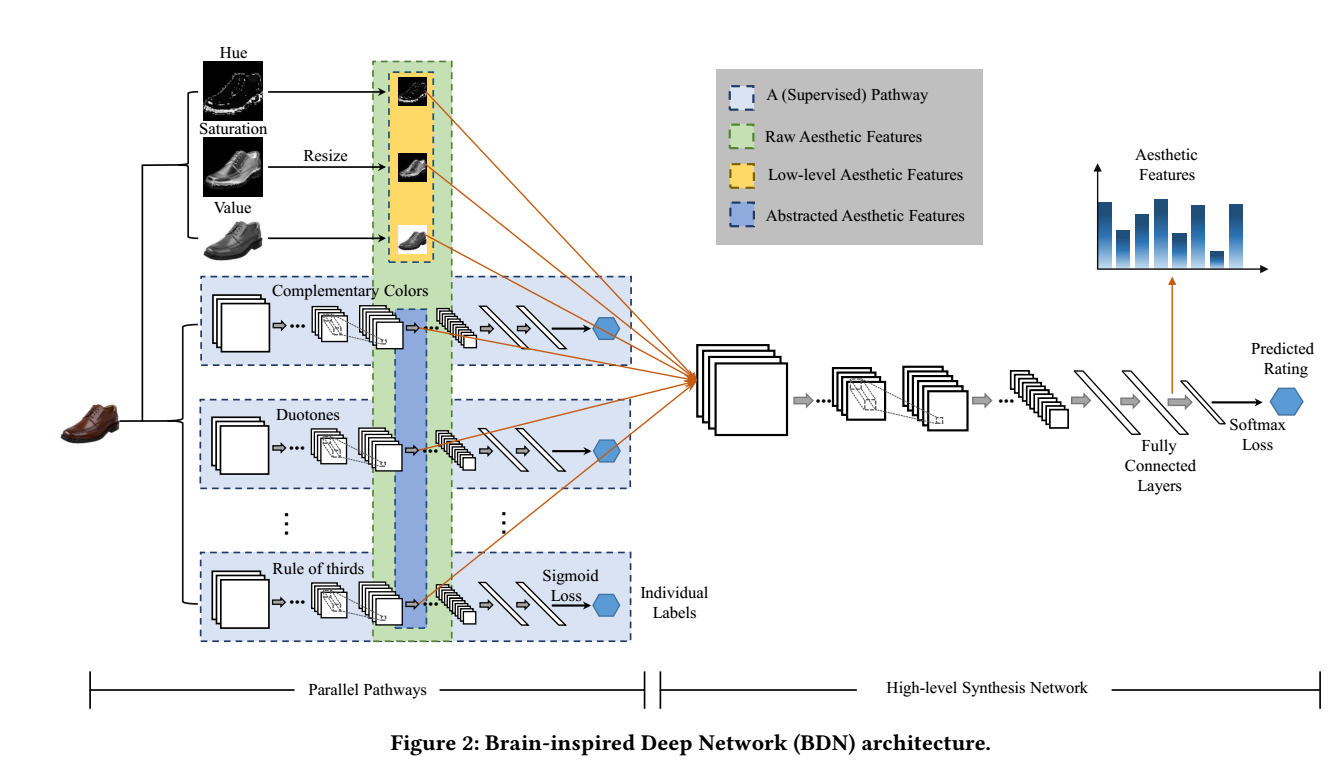 Hue
Saturation
Resize
Value
Complementary Colors
Duotones
Rule of thirds
Sigmoid
Loss
Individual
Labels
A (Supervised) Pathway
Raw Aesthetic Features
Low-level Aesthetic Features
Abstracted Aesthetic Features
Aesthetic
Features
Predicted
Rating
Softmax
Loss
Fully
Connected
Layers
Parallel Pathways
High-level Synthesis Network
Figure 2: Brain-inspired Deep Network (BDN) architecture.